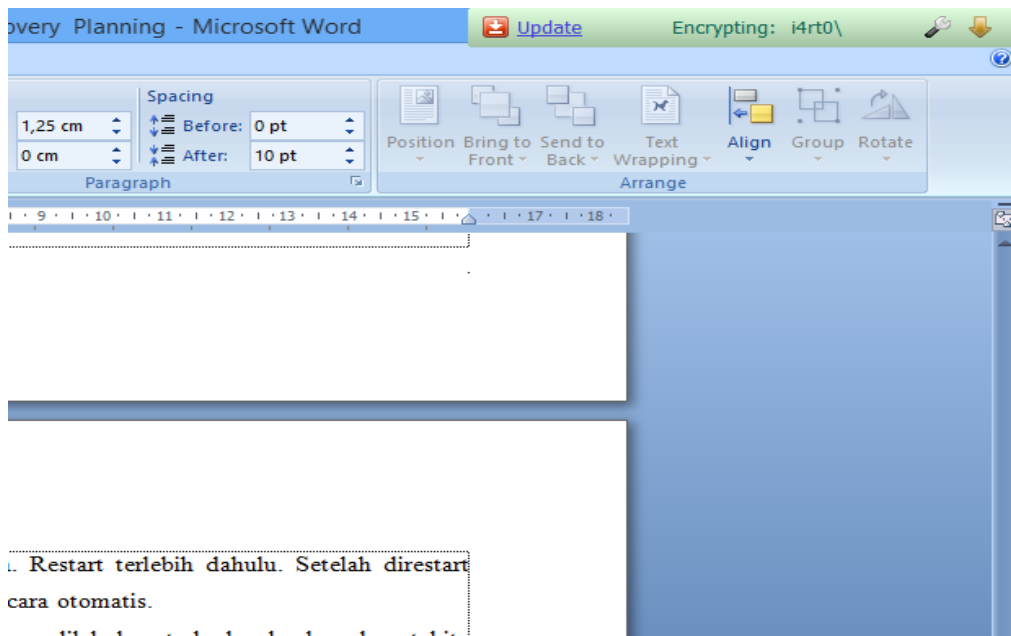 overy Planning - Microsoft Word
Update
Encrypting: i4rt0\
Spacing
1,25 cm
Before: 0 pt
0 cm
After: 10 pt
Paragraph
Position
Bring to Front
Send to Back
Text Wrapping
Align
Group
Rotate
Arrange
9 10 11 12 13 14 15 17 18
. Restart terlebih dahulu. Setelah direstart
cara otomatis.